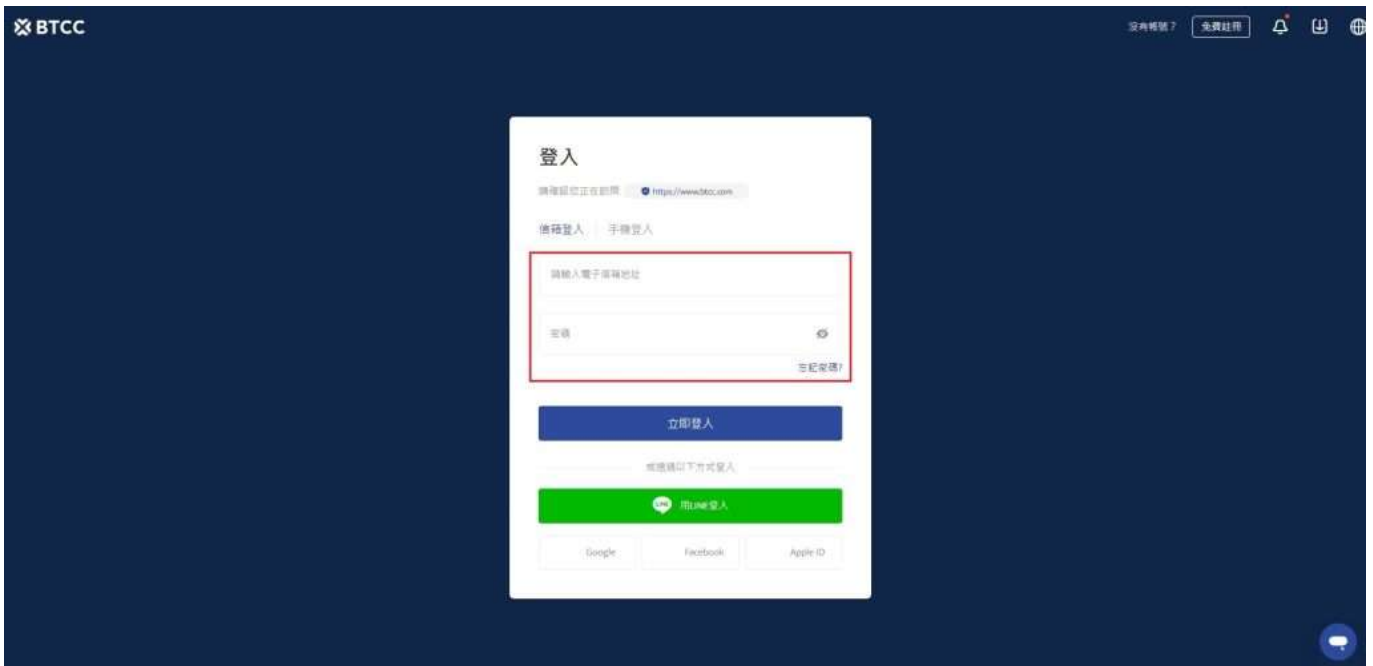 BTCC
沒有帳號？ 免費註冊
登入
請確認您正在訪問 https://www.btcc.com
信箱登入 手機登入
請輸入電子信箱地址
密碼
忘記密碼?
立即登入
或選擇以下方式登入
LINE 用LINE登入
Google Facebook Apple ID